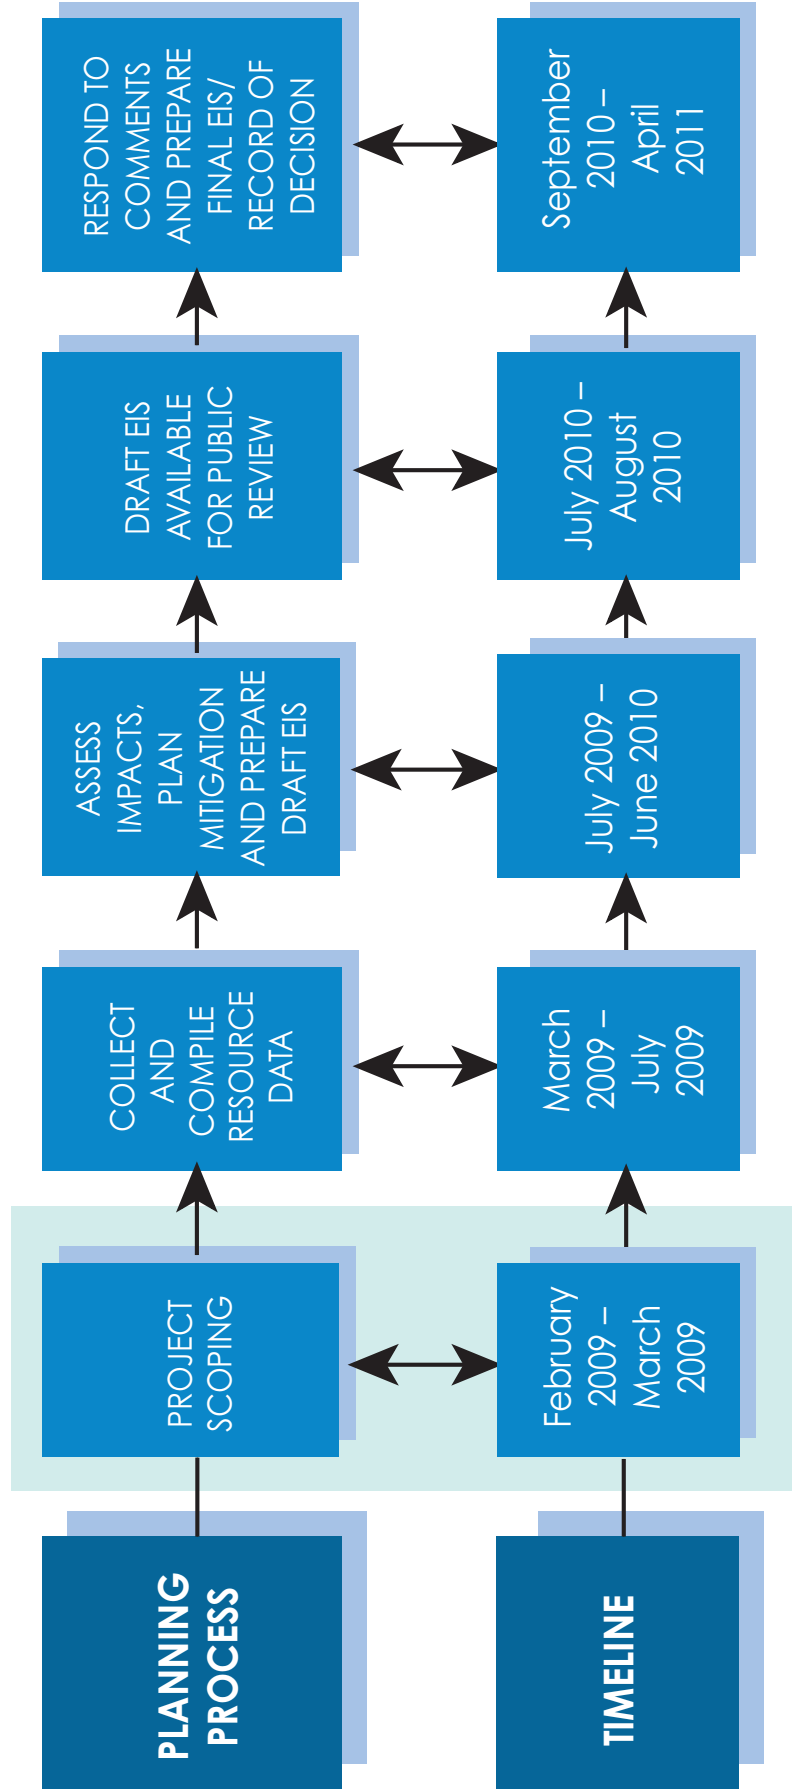 PLANNING
PROCESS
PROJECT
SCOPING
COLLECT
AND
COMPILE
RESOURCE
DATA
ASSESS
IMPACTS,
PLAN
MITIGATION
AND PREPARE
DRAFT EIS
DRAFT EIS
AVAILABLE
FOR PUBLIC
REVIEW
RESPOND TO
COMMENTS
AND PREPARE
FINAL EIS/
RECORD OF
DECISION
TIMELINE
February
2009 –
March
2009
March
2009 –
July
2009
July 2009 –
June 2010
July 2010 –
August
2010
September
2010 –
April
2011